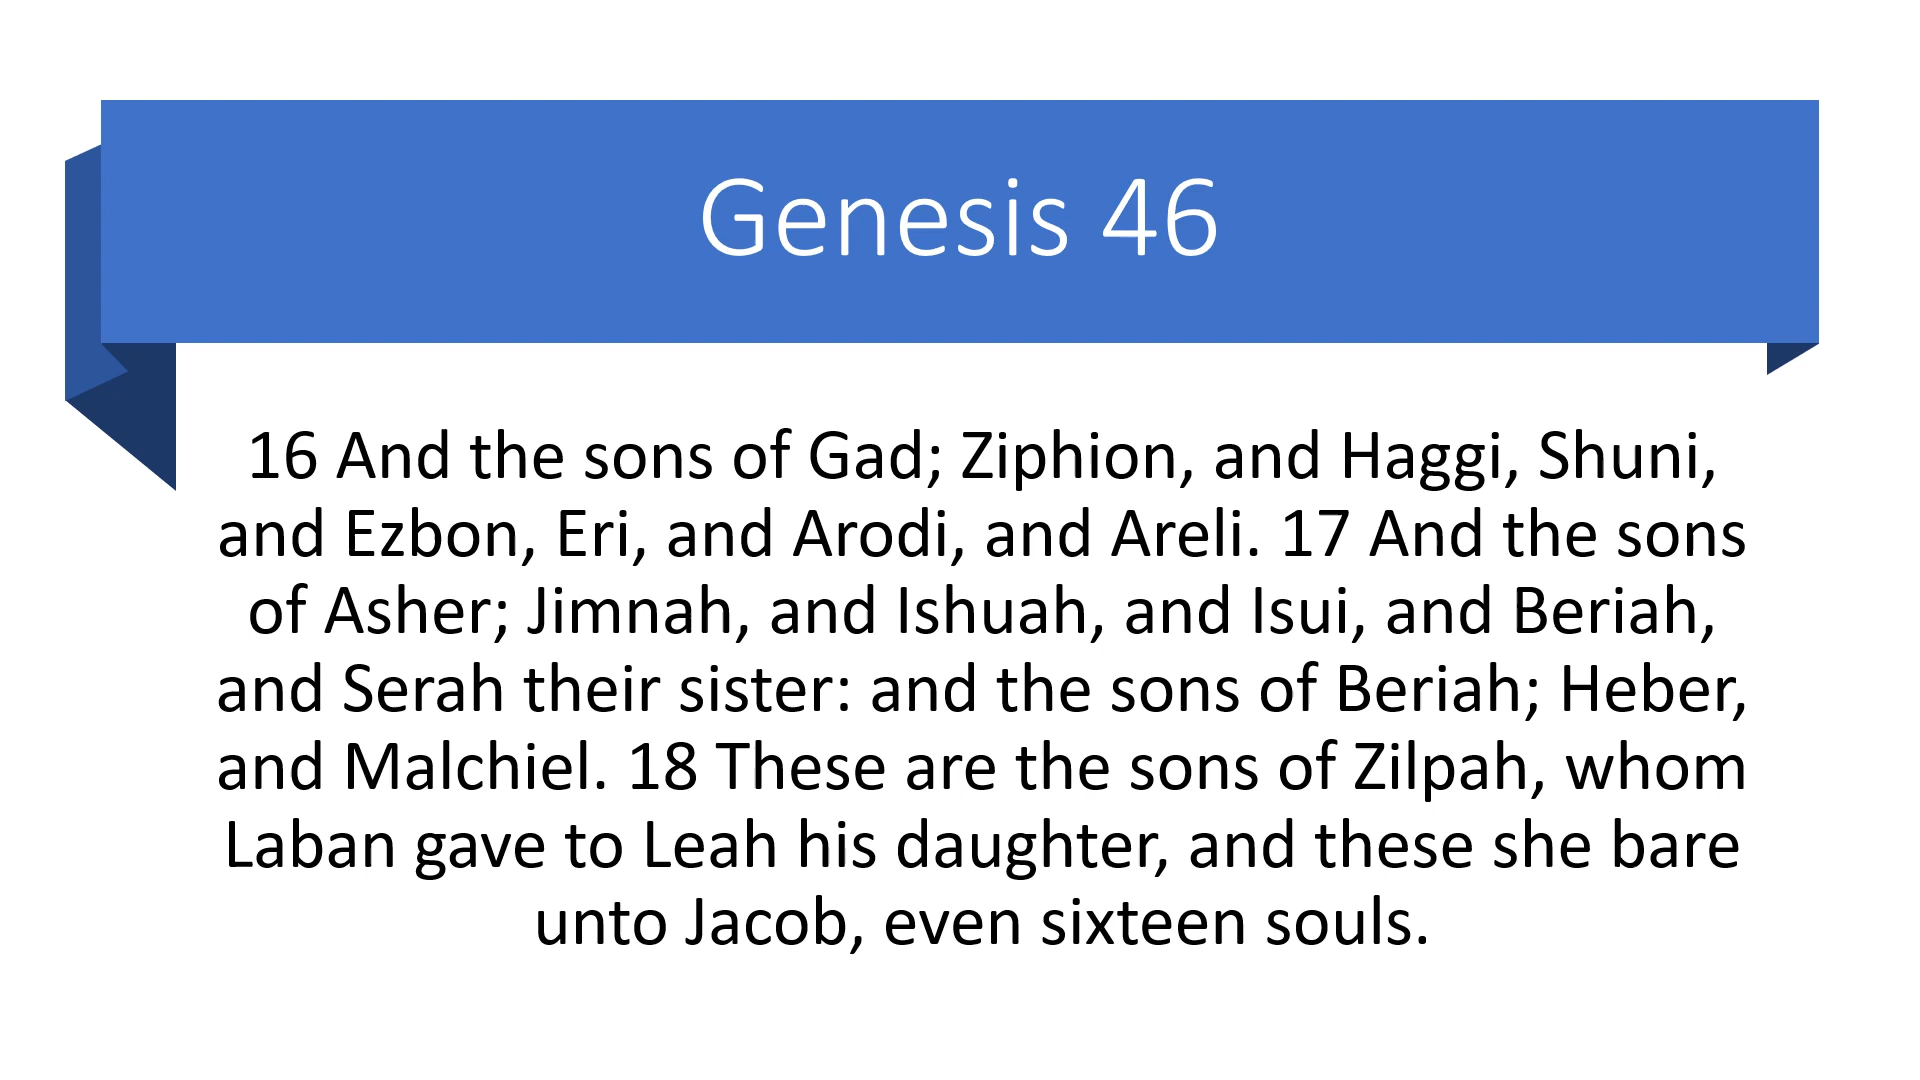 Genesis 46
16 And the sons of Gad; Ziphion, and Haggi, Shuni,
and Ezbon, Eri, and Arodi, and Areli. 17 And the sons
of Asher; Jimnah, and Ishuah, and Isui, and Beriah,
and Serah their sister: and the sons of Beriah; Heber,
and Malchiel. 18 These are the sons of Zilpah, whom
Laban gave to Leah his daughter, and these she bare
unto Jacob, even sixteen souls.